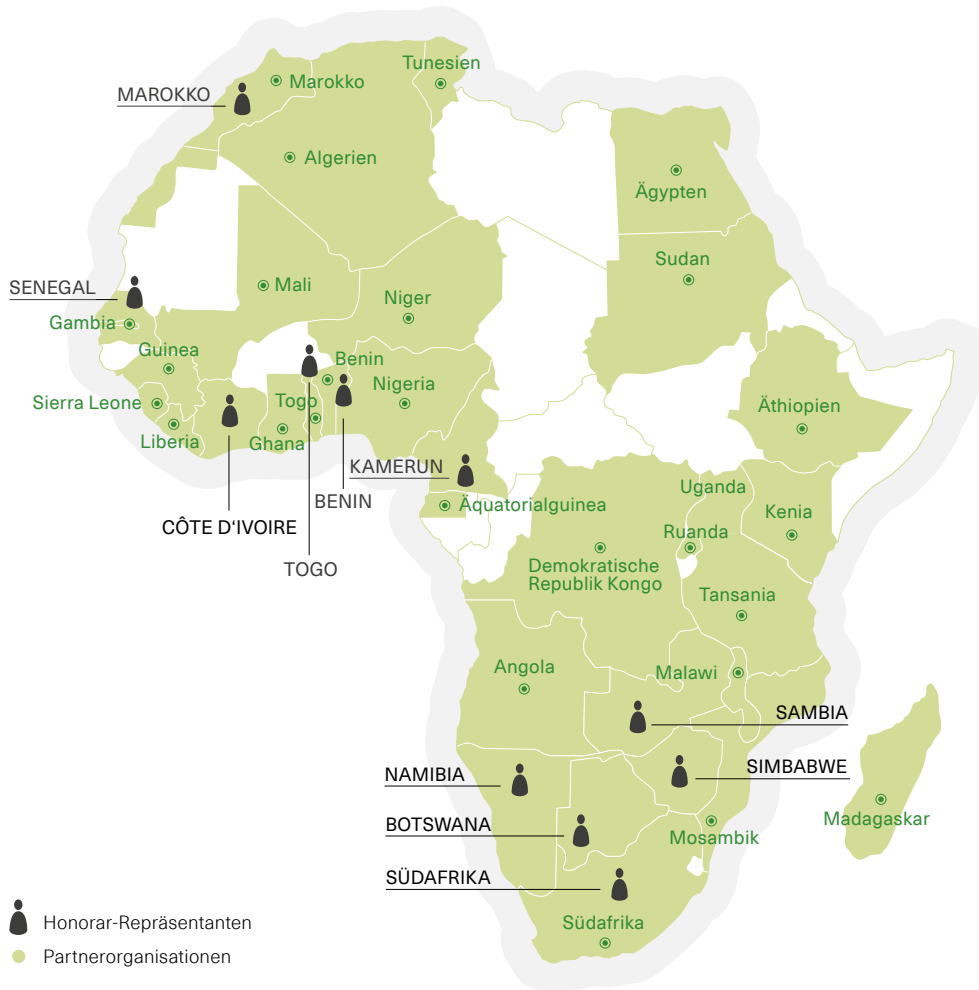 Tunesien
Marokko
MAROKKO
Algerien
Ägypten
Sudan
SENEGAL
Mali
Niger
Gambia
Guinea
Benin
Nigeria
Sierra Leone
Togo
Äthiopien
Liberia
Ghana
KAMERUN
Uganda
BENIN
Äquatorialguinea
Kenia
CÔTE D'IVOIRE
Ruanda
TOGO
Demokratische
Republik Kongo
Tansania
Angola
Malawi
SAMBIA
NAMIBIA
SIMBABWE
BOTSWANA
Mosambik
Madagaskar
SÜDAFRIKA
Südafrika
Honorar-Repräsentanten
Partnerorganisationen